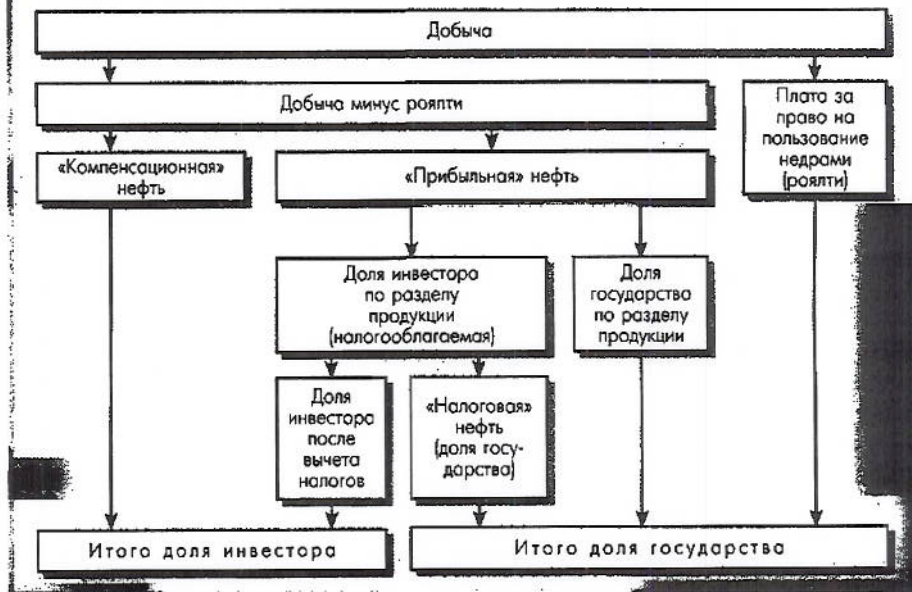 Добыча
Добыча минус роялти
Плата за
право на
пользование
недрами
(роялти)
«Компенсационная»
нефть
«Прибыльная» нефть
Доля инвестора
по разделу
продукции
(налогооблагаемая)
Доля
государства
по разделу
продукции
Доля
инвестора
после
вычета
налогов
«Налоговая»
нефть
(доля госу-
дарства)
Итого доля инвестора
Итого доля государства